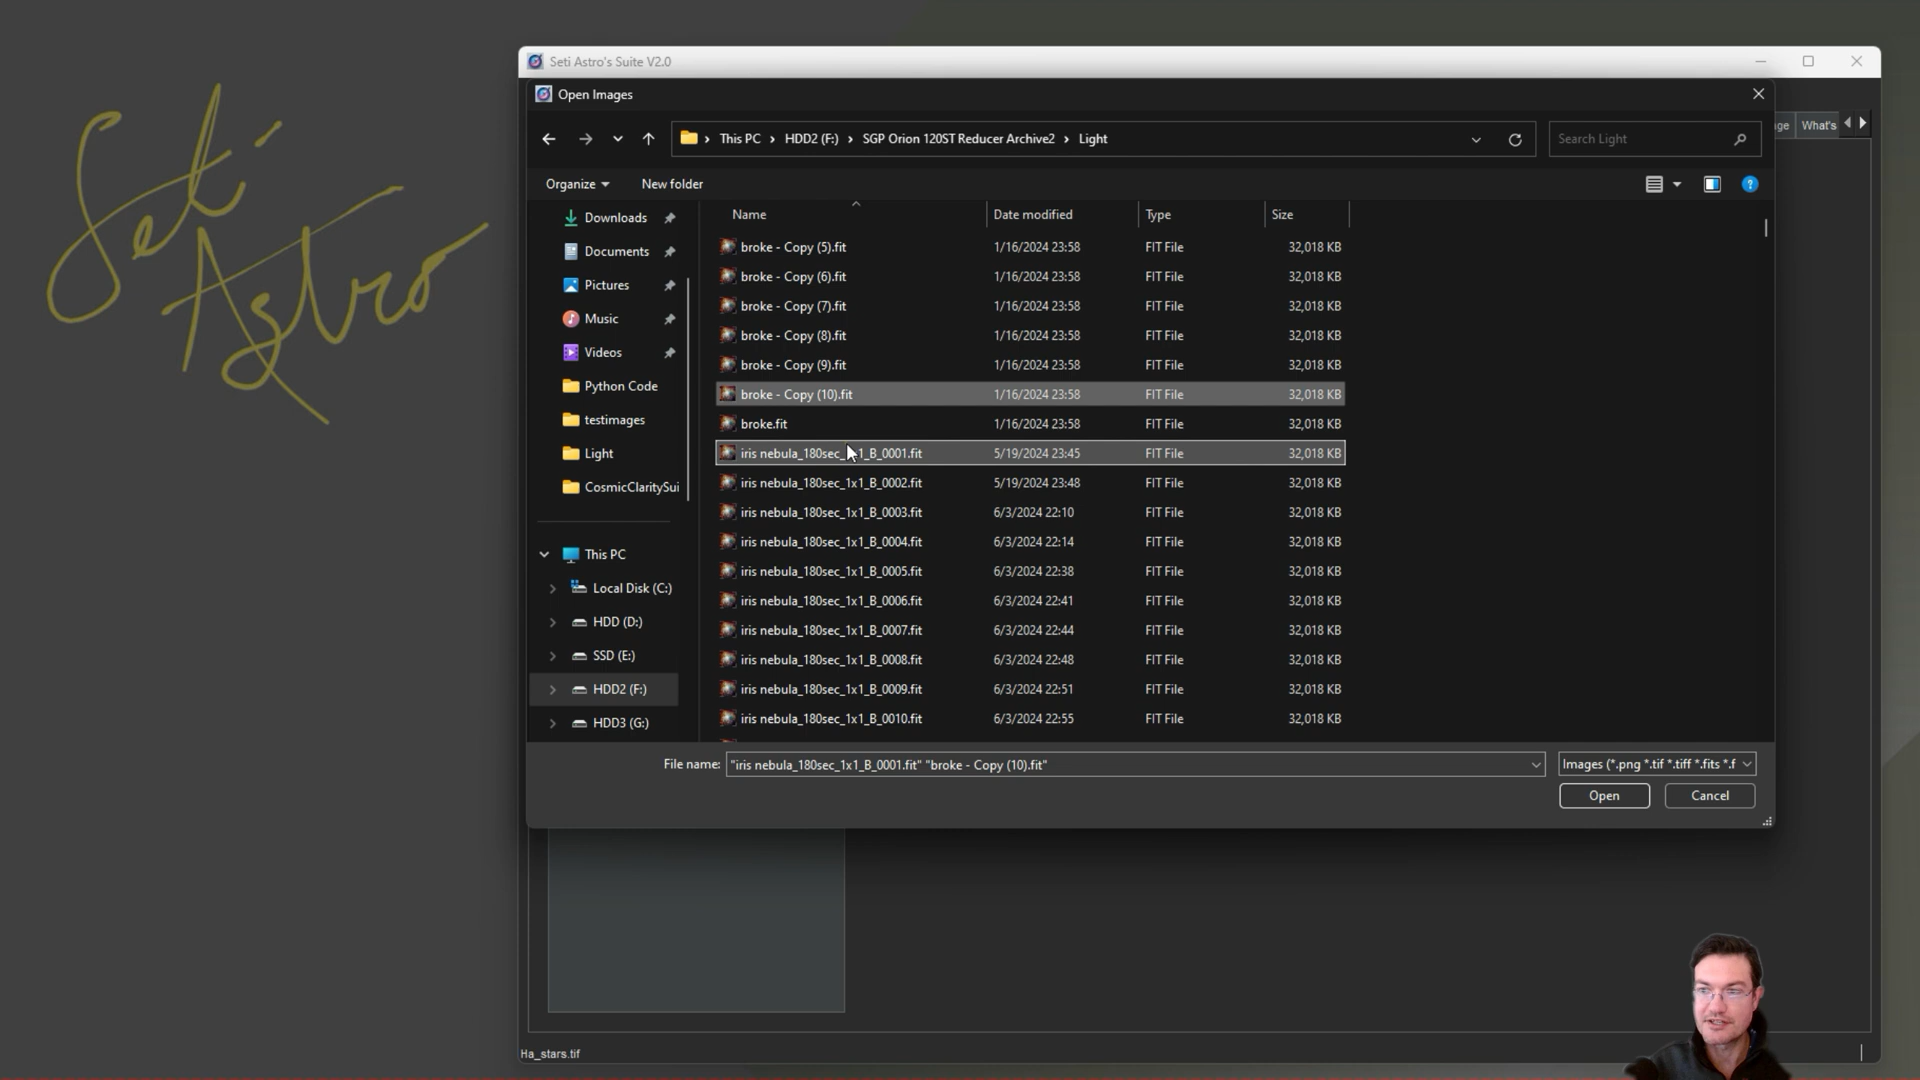 Seti
Astro
Seti Astro's Suite V2.0
Open Images
This PC > HDD2 (F:) > SGP Orion 120ST Reducer Archive2 > Light
Search Light
ge
What's
Organize
New folder
Name
Date modified
Type
Size
Downloads
Documents
Pictures
Music
Videos
Python Code
testimages
Light
CosmicClaritySui
This PC
Local Disk (C:)
HDD (D:)
SSD (E:)
HDD2 (F:)
HDD3 (G:)
broke - Copy (5).fit 1/16/2024 23:58 FIT File 32,018 KB
broke - Copy (6).fit 1/16/2024 23:58 FIT File 32,018 KB
broke - Copy (7).fit 1/16/2024 23:58 FIT File 32,018 KB
broke - Copy (8).fit 1/16/2024 23:58 FIT File 32,018 KB
broke - Copy (9).fit 1/16/2024 23:58 FIT File 32,018 KB
broke - Copy (10).fit 1/16/2024 23:58 FIT File 32,018 KB
broke.fit 1/16/2024 23:58 FIT File 32,018 KB
iris nebula_180sec_1x1_B_0001.fit 5/19/2024 23:45 FIT File 32,018 KB
iris nebula_180sec_1x1_B_0002.fit 5/19/2024 23:48 FIT File 32,018 KB
iris nebula_180sec_1x1_B_0003.fit 6/3/2024 22:10 FIT File 32,018 KB
iris nebula_180sec_1x1_B_0004.fit 6/3/2024 22:14 FIT File 32,018 KB
iris nebula_180sec_1x1_B_0005.fit 6/3/2024 22:38 FIT File 32,018 KB
iris nebula_180sec_1x1_B_0006.fit 6/3/2024 22:41 FIT File 32,018 KB
iris nebula_180sec_1x1_B_0007.fit 6/3/2024 22:44 FIT File 32,018 KB
iris nebula_180sec_1x1_B_0008.fit 6/3/2024 22:48 FIT File 32,018 KB
iris nebula_180sec_1x1_B_0009.fit 6/3/2024 22:51 FIT File 32,018 KB
iris nebula_180sec_1x1_B_0010.fit 6/3/2024 22:55 FIT File 32,018 KB
File name: "iris nebula_180sec_1x1_B_0001.fit" "broke - Copy (10).fit"
Images (*.png *.tif *.tiff *.fits *.f
Open
Cancel
Ha_stars.tif